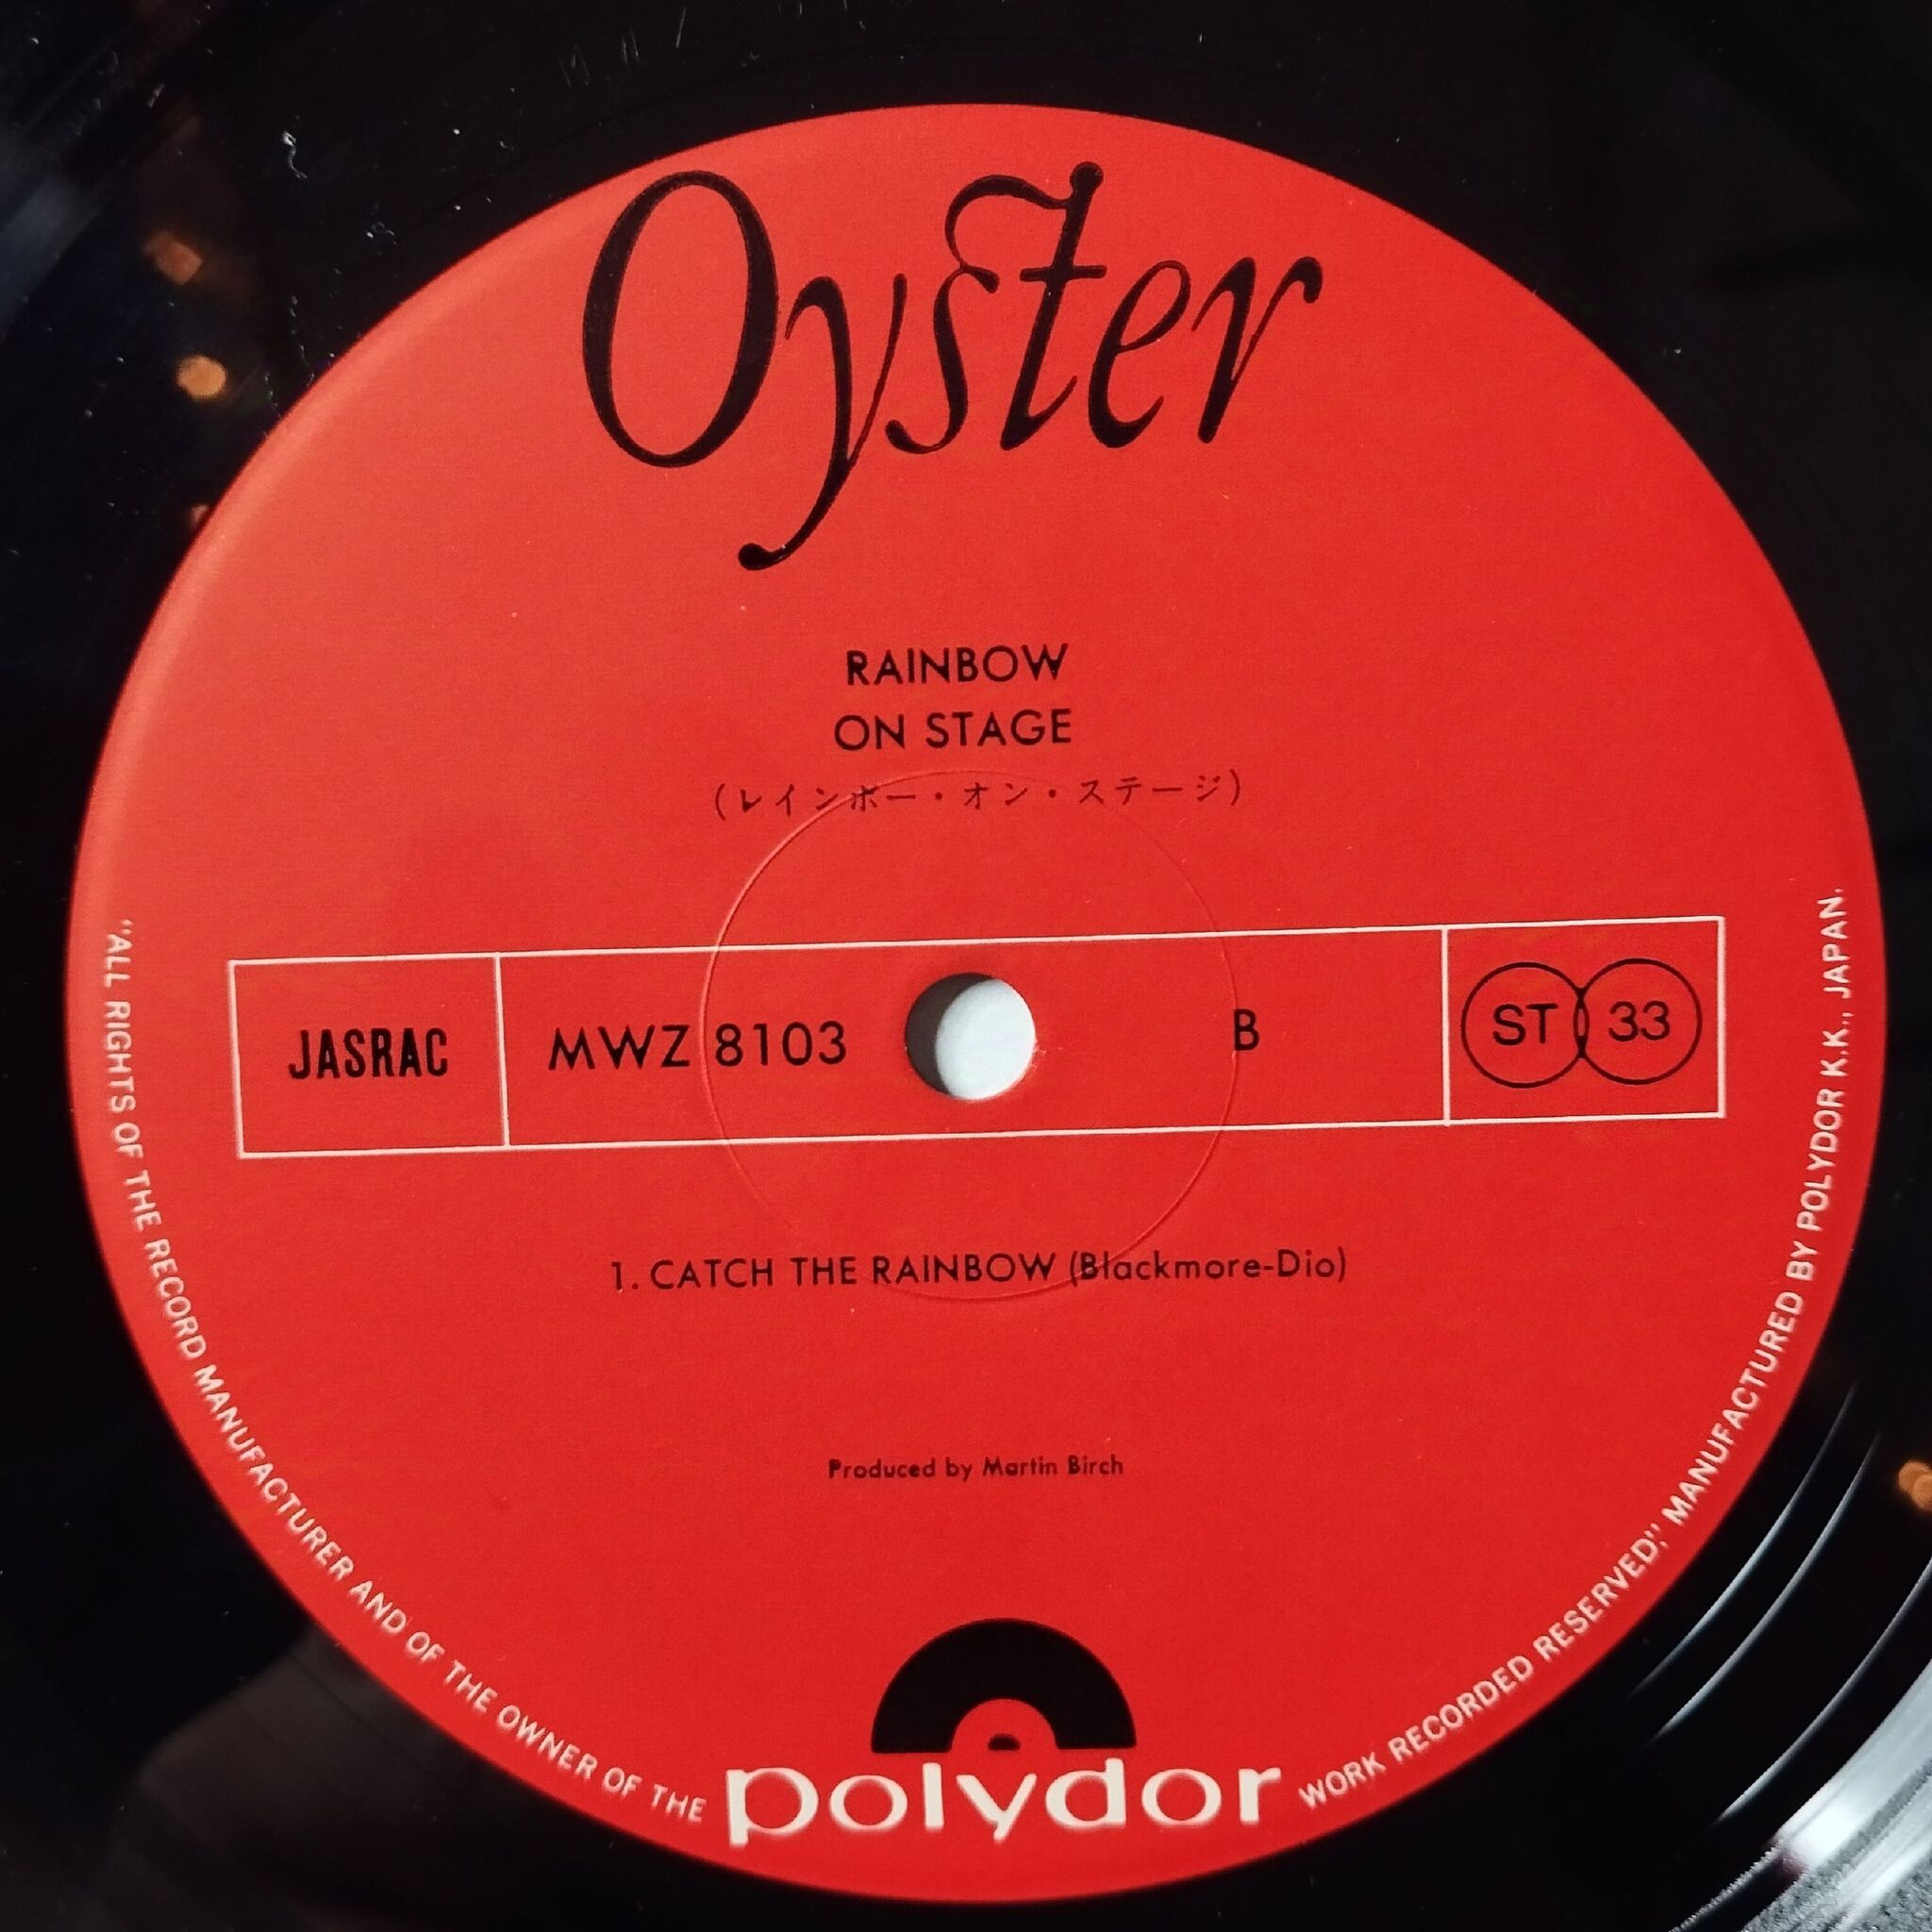 Oyster
RAINBOW
ON STAGE
(レインボー・オン・ステージ)
JASRAC
MWZ 8103
B
ST 33
1. CATCH THE RAINBOW (Blackmore-Dio)
Produced by Martin Birch
polydor
"ALL RIGHTS OF THE RECORD MANUFACTURER AND OF THE OWNER OF THE WORK RECORDED RESERVED," MANUFACTURED BY POLYDOR K.K., JAPAN.